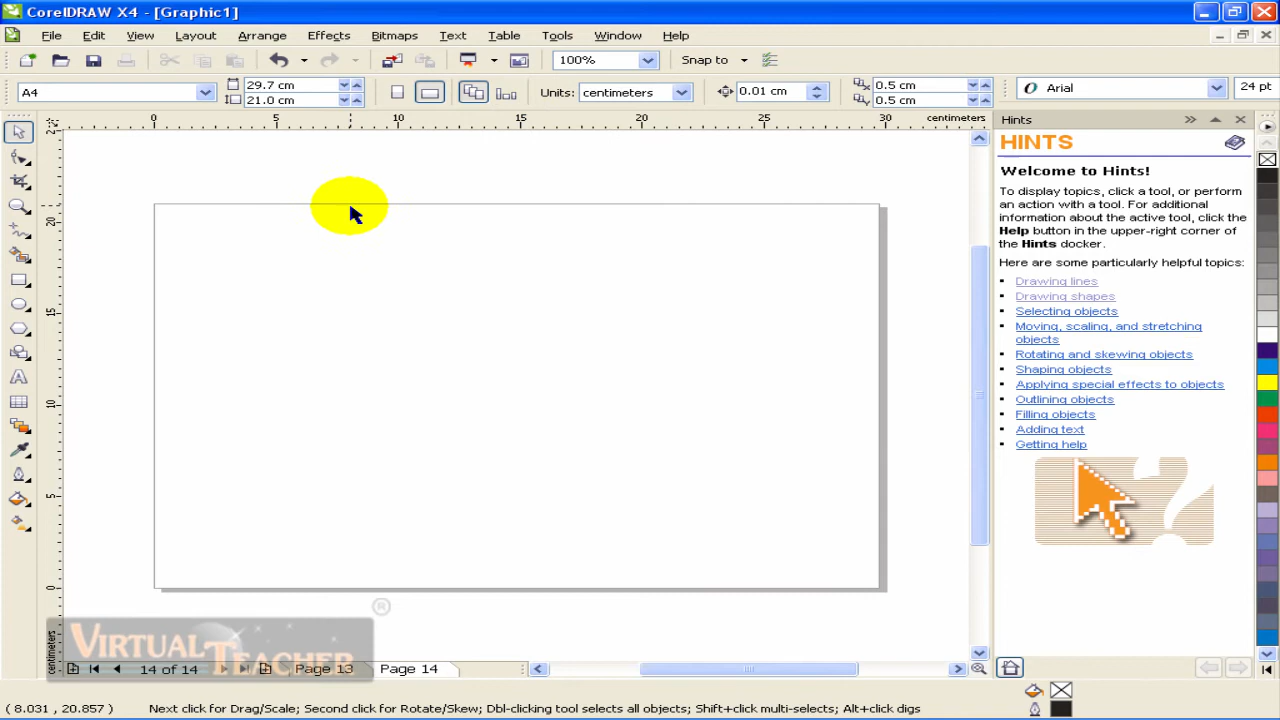 CorelDRAW X4 - [Graphic1]
File Edit View Layout Arrange Effects Bitmaps Text Table Tools Window Help
100% Snap to
A4 29.7 cm 21.0 cm Units: centimeters 0.01 cm 0.5 cm 0.5 cm Arial 24 pt
0 5 10 15 20 25 30 centimeters
Hints
HINTS
Welcome to Hints!
To display topics, click a tool, or perform
an action with a tool. For additional
information about the active tool, click the
Help button in the upper-right corner of
the Hints docker.
Here are some particularly helpful topics:
Drawing lines
Drawing shapes
Selecting objects
Moving, scaling, and stretching
objects
Rotating and skewing objects
Shaping objects
Applying special effects to objects
Outlining objects
Filling objects
Adding text
Getting help
20
15
10
5
0
centimeters
®
VIRTUAL TEACHER
14 of 14 Page 13 Page 14
( 8.031 , 20.857 ) Next click for Drag/Scale; Second click for Rotate/Skew; Dbl-clicking tool selects all objects; Shift+click multi-selects; Alt+click digs